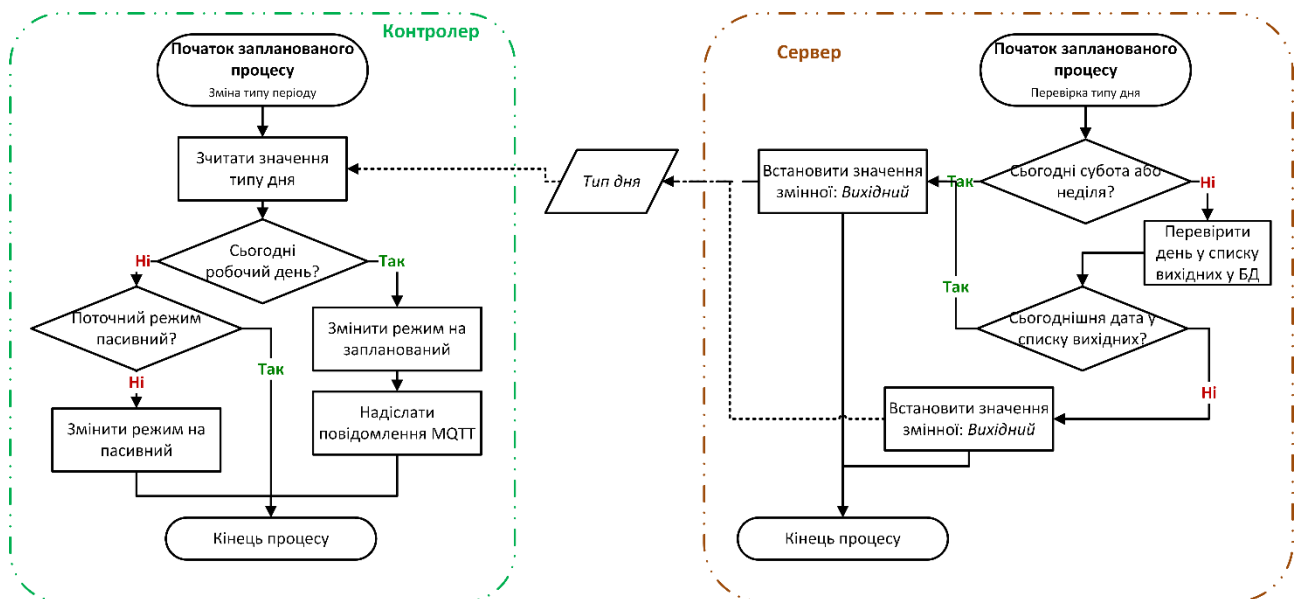 Контролер
Початок запланованого
процесу
Зміна типу періоду
Зчитати значення
типу дня
Сьогодні
робочий день?
Ні
Так
Поточний режим
пасивний?
Змінити режим на
запланований
Так
Ні
Змінити режим на
пасивний
Надіслати
повідомлення MQTT
Кінець процесу
Тип дня
Сервер
Початок запланованого
процесу
Перевірка типу дня
Сьогодні субота або
неділя?
Так
Ні
Встановити значення
змінної: Вихідний
Перевірити
день у списку
вихідних у БД
Сьогоднішня дата у
списку вихідних?
Так
Ні
Встановити значення
змінної: Вихідний
Кінець процесу